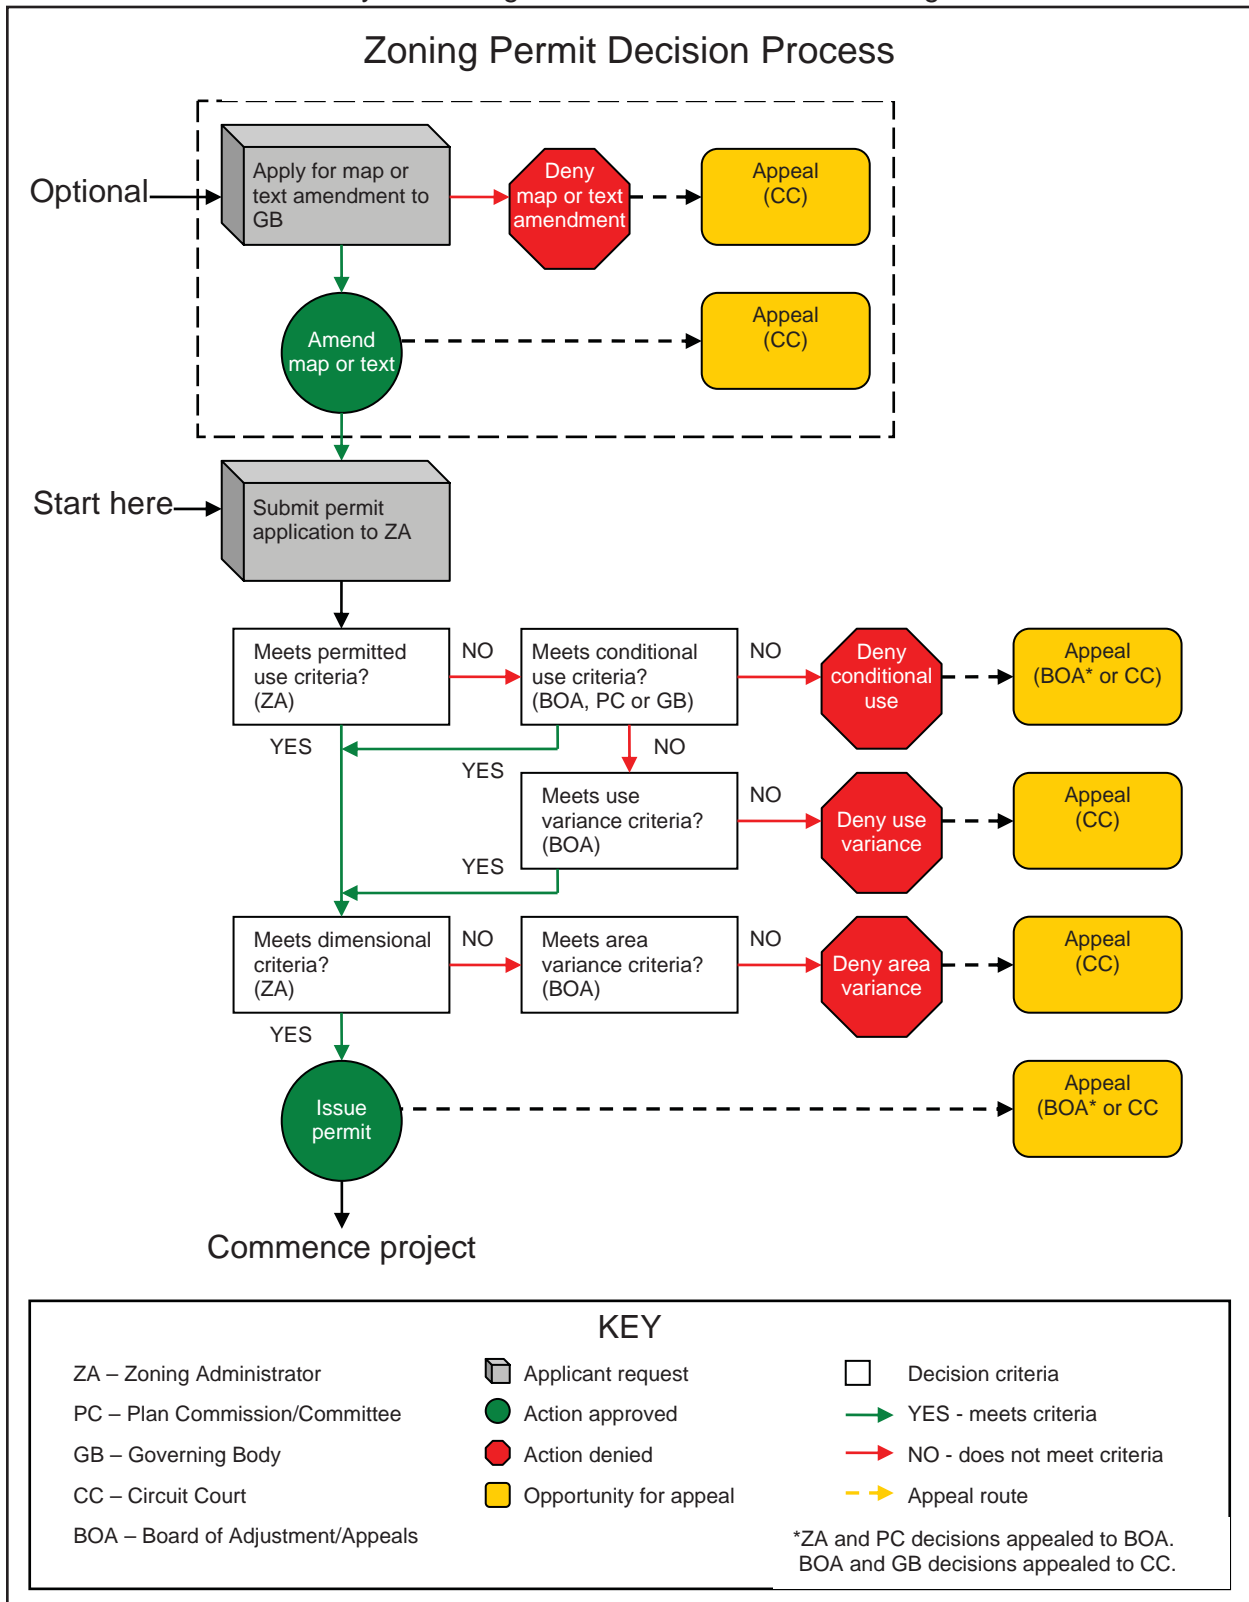 Zoning Permit Decision Process
Optional
Apply for map or
text amendment to
GB
Deny
map or text
amendment
Appeal
(CC)
Amend
map or text
Appeal
(CC)
Start here
Submit permit
application to ZA
Meets permitted
use criteria?
(ZA)
NO
Meets conditional
use criteria?
(BOA, PC or GB)
NO
Deny
conditional
use
Appeal
(BOA* or CC)
YES
YES
NO
Meets use
variance criteria?
(BOA)
NO
Deny use
variance
Appeal
(CC)
YES
Meets dimensional
criteria?
(ZA)
NO
Meets area
variance criteria?
(BOA)
NO
Deny area
variance
Appeal
(CC)
YES
Issue
permit
Appeal
(BOA* or CC
Commence project
KEY
ZA – Zoning Administrator
PC – Plan Commission/Committee
GB – Governing Body
CC – Circuit Court
BOA – Board of Adjustment/Appeals
Applicant request
Action approved
Action denied
Opportunity for appeal
Decision criteria
YES - meets criteria
NO - does not meet criteria
Appeal route
*ZA and PC decisions appealed to BOA.
BOA and GB decisions appealed to CC.